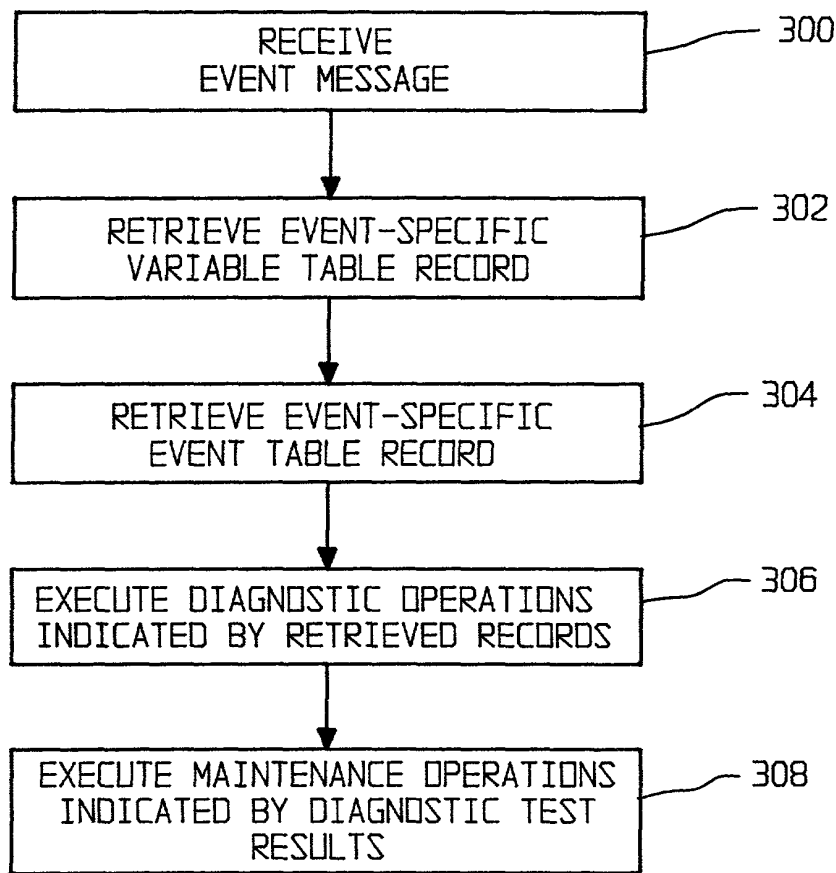 RECEIVE
EVENT MESSAGE
300
RETRIEVE EVENT-SPECIFIC
VARIABLE TABLE RECORD
302
RETRIEVE EVENT-SPECIFIC
EVENT TABLE RECORD
304
EXECUTE DIAGNOSTIC OPERATIONS
INDICATED BY RETRIEVED RECORDS
306
EXECUTE MAINTENANCE OPERATIONS
INDICATED BY DIAGNOSTIC TEST
RESULTS
308